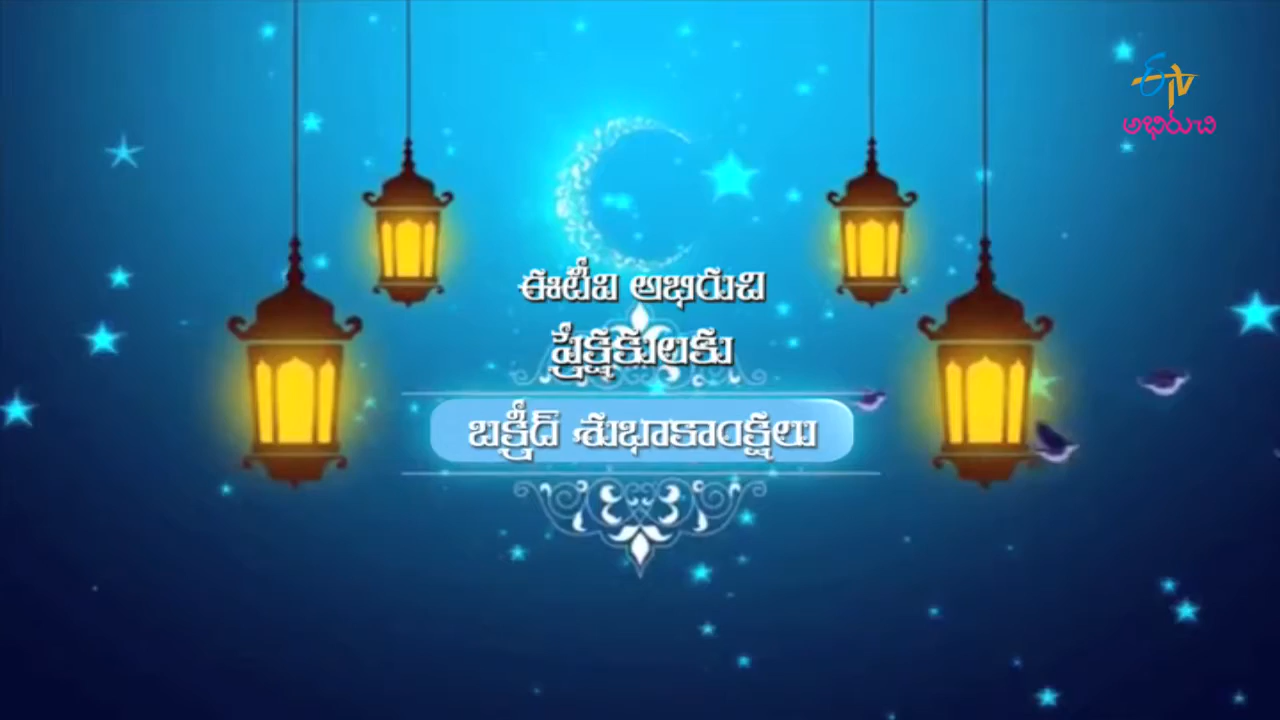 ETV
అభిరుచి
ఈటీవి అభిరుచి
ప్రేక్షకులకు
బక్రీద్ శుభాకాంక్షలు